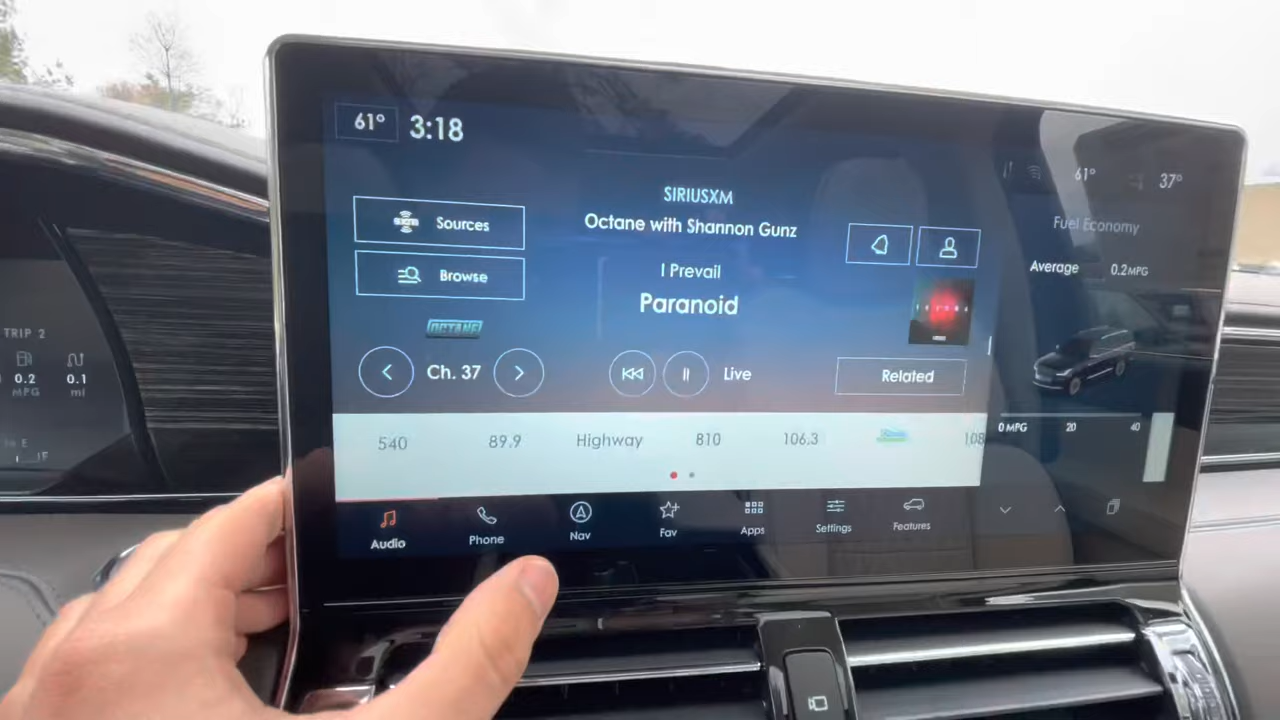 61° 3:18
SIRIUSXM
Octane with Shannon Gunz
I Prevail
Paranoid
Sources
Browse
OCTANE
Ch. 37
Live
Related
540 89.9 Highway 810 106.3 108
Audio Phone Nav Fav Apps Settings Features
61° 37°
Fuel Economy
Average 0.2MPG
0 MPG 20 40
TRIP 2
0.2 0.1
MPG mi
E F